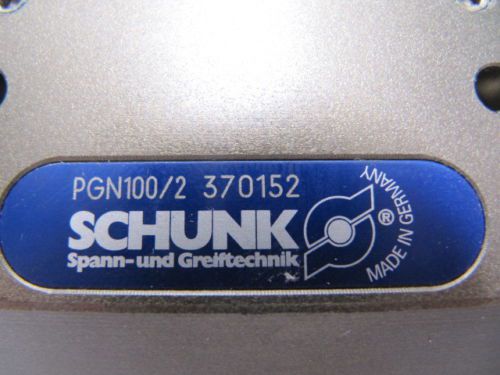 PGN100/2 370152
SCHUNK
Spann-und Greiftechnik
®
MADE IN GERMANY